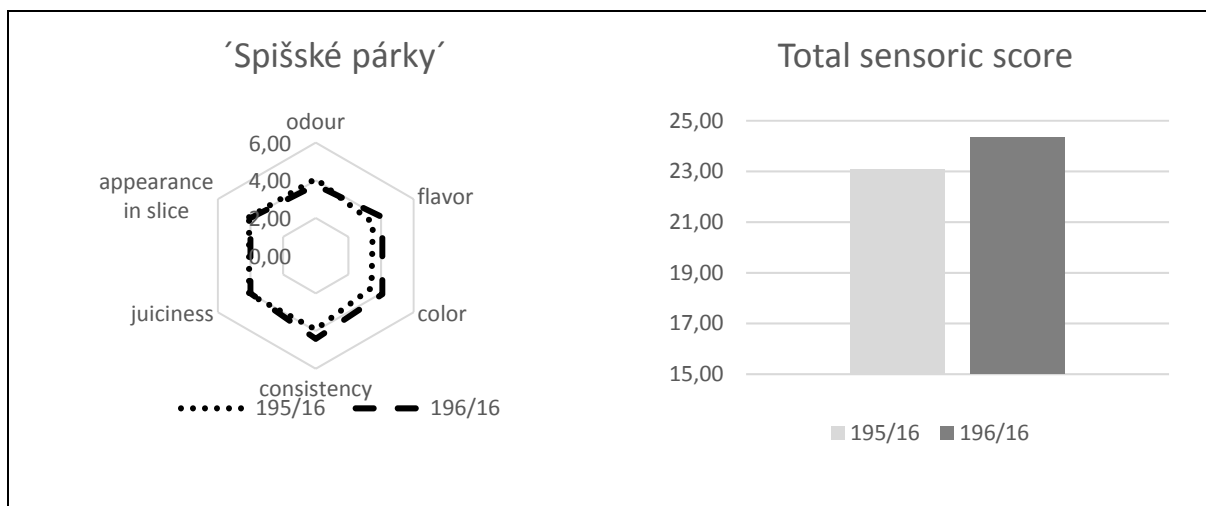 ´Spišské párky´
odour
6,00
4,00
2,00
0,00
flavor
color
consistency
juiciness
appearance
in slice
195/16
196/16
Total sensoric score
25,00
23,00
21,00
19,00
17,00
15,00
195/16
196/16